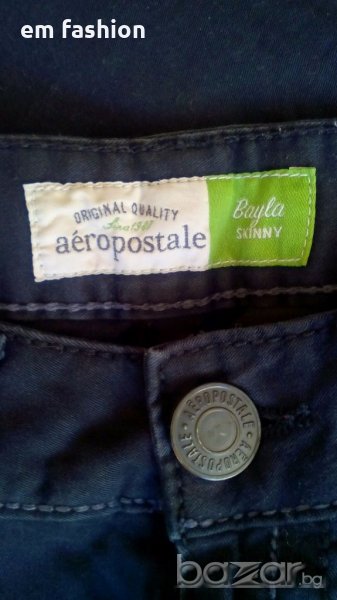 em fashion
ORIGINAL QUALITY
Since 1987
aéropostale
Bayla
SKINNY
AEROPOSTALE • AEROPOSTALE •
bazar.bg